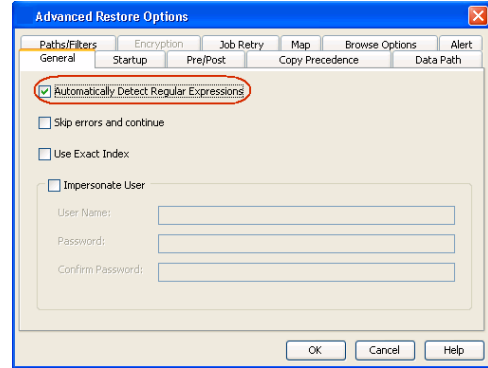 Advanced Restore Options
Paths/Filters Encryption Job Retry Map Browse Options Alert
General Startup Pre/Post Copy Precedence Data Path
Automatically Detect Regular Expressions
Skip errors and continue
Use Exact Index
Impersonate User
User Name:
Password:
Confirm Password:
OK Cancel Help